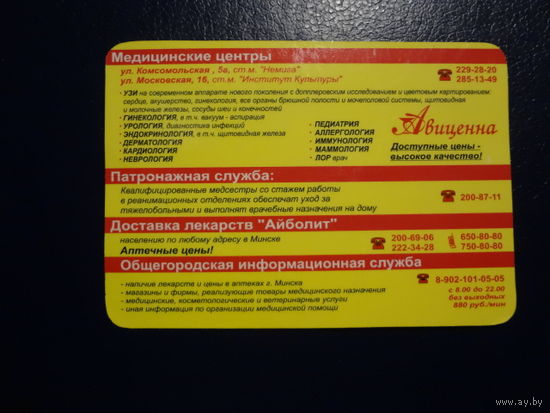 Медицинские центры
ул. Комсомольская , 5а, ст.м. "Немига"
ул. Московская, 16, ст.м. "Институт Культуры"
229-28-20
285-13-49
· УЗИ на современном аппарате нового поколения с допплеровским исследованием и цветовым картированием:
сердце, акушерство, гинекология, все органы брюшной полости и мочеполовой системы, щитовидная
и молочные железы, сосуды шеи и конечностей
· ГИНЕКОЛОГИЯ, в т.ч. вакуум - аспирация
· УРОЛОГИЯ, диагностика инфекций
· ЭНДОКРИНОЛОГИЯ, в т.ч. щитовидная железа
· ДЕРМАТОЛОГИЯ
· КАРДИОЛОГИЯ
· НЕВРОЛОГИЯ
· ПЕДИАТРИЯ
· АЛЛЕРГОЛОГИЯ
· ИММУНОЛОГИЯ
· МАММОЛОГИЯ
· ЛОР врач
Авиценна
Доступные цены -
высокое качество!
Патронажная служба:
Квалифицированные медсестры со стажем работы
в реанимационных отделениях обеспечат уход за
тяжелобольными и выполнят врачебные назначения на дому
200-87-11
Доставка лекарств "Айболит"
населению по любому адресу в Минске
Аптечные цены!
200-69-06
222-34-28
650-80-80
750-80-80
Общегородская информационная служба
- наличие лекарств и цены в аптеках г. Минска
- магазины и фирмы, реализующие товары медицинского назначения
- медицинские, косметологические и ветеринарные услуги
- иная информация по организации медицинской помощи
8-902-101-05-05
с 8.00 до 22.00
без выходных
880 руб./мин
www.ay.by